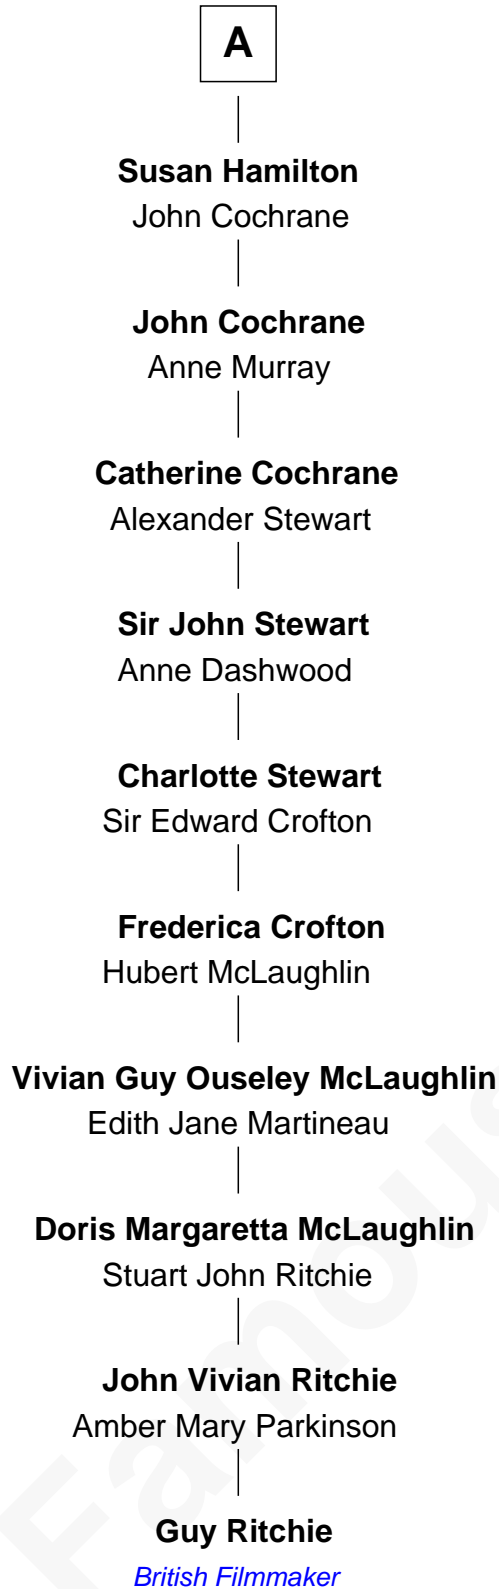 A
Susan Hamilton
John Cochrane
John Cochrane
Anne Murray
Catherine Cochrane
Alexander Stewart
Sir John Stewart
Anne Dashwood
Charlotte Stewart
Sir Edward Crofton
Frederica Crofton
Hubert McLaughlin
Vivian Guy Ouseley McLaughlin
Edith Jane Martineau
Doris Margaretta McLaughlin
Stuart John Ritchie
John Vivian Ritchie
Amber Mary Parkinson
Guy Ritchie
British Filmmaker
Famous